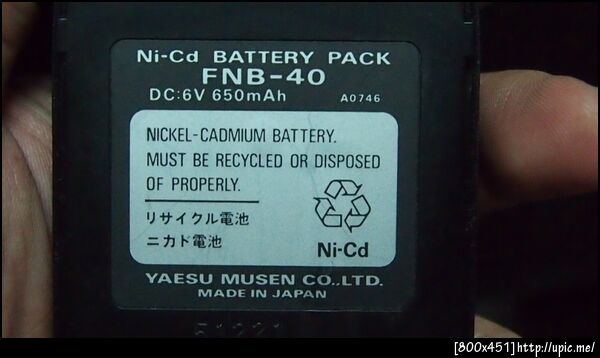 Ni-Cd BATTERY PACK
FNB-40
DC:6V 650mAh A0746
NICKEL-CADMIUM BATTERY.
MUST BE RECYCLED OR DISPOSED
OF PROPERLY.
リサイクル電池
ニカド電池
Ni-Cd
YAESU MUSEN CO.,LTD.
MADE IN JAPAN
[800x451]http://upic.me/